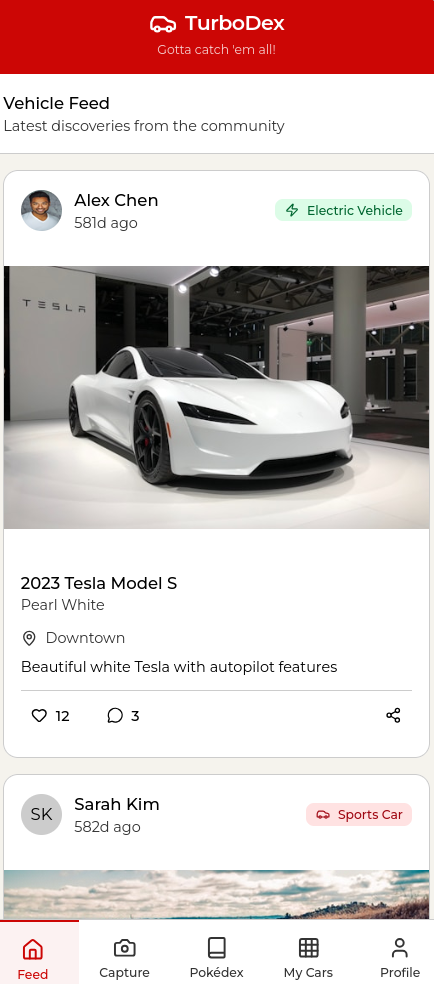 TurboDex
Gotta catch 'em all!
Vehicle Feed
Latest discoveries from the community
Alex Chen
581d ago
Electric Vehicle
TESLA
2023 Tesla Model S
Pearl White
Downtown
Beautiful white Tesla with autopilot features
12 3
SK
Sarah Kim
582d ago
Sports Car
Feed Capture Pokédex My Cars Profile